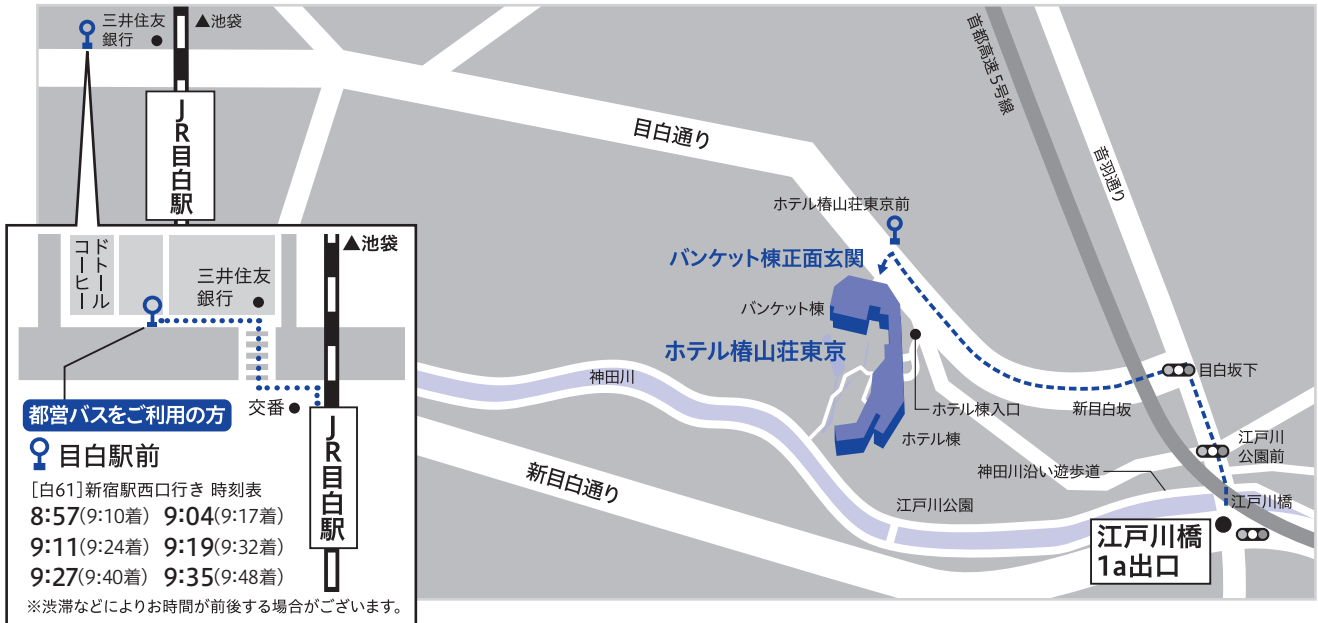 三井住友
銀行
▲池袋
JR目白駅
目白通り
首都高速5号線
音羽通り
ホテル椿山荘東京前
バンケット棟正面玄関
バンケット棟
ホテル椿山荘東京
神田川
目白坂下
新目白坂
ホテル棟入口
ホテル棟
江戸川
公園前
神田川沿い遊歩道
新目白通り
江戸川公園
江戸川橋
江戸川橋
1a出口
ドトール
コーヒー
▲池袋
三井住友
銀行
交番
JR目白駅
都営バスをご利用の方
目白駅前
[白61]新宿駅西口行き 時刻表
8:57(9:10着) 9:04(9:17着)
9:11(9:24着) 9:19(9:32着)
9:27(9:40着) 9:35(9:48着)
※渋滞などによりお時間が前後する場合がございます。